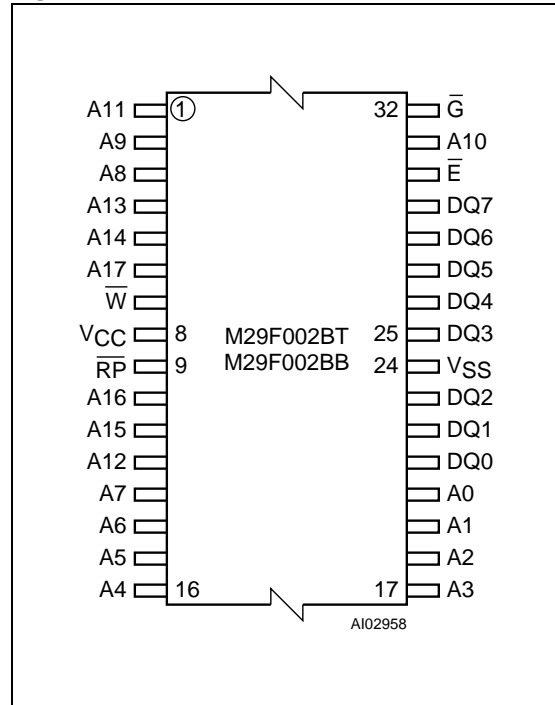 A11 1 32 G̅
A9 A10
A8 E̅
A13 DQ7
A14 DQ6
A17 DQ5
W̅ DQ4
VCC 8 M29F002BT 25 DQ3
R̅P̅ 9 M29F002BB 24 VSS
A16 DQ2
A15 DQ1
A12 DQ0
A7 A0
A6 A1
A5 A2
A4 16 17 A3
AI02958